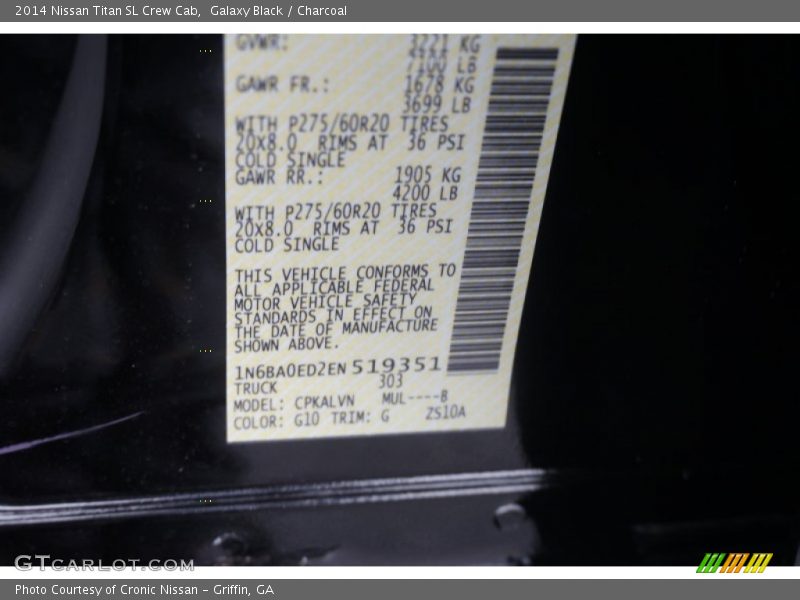 2014 Nissan Titan SL Crew Cab,  Galaxy Black / Charcoal
GVWR: 3221 KG
7100 LB
GAWR FR.: 1678 KG
3699 LB
WITH P275/60R20 TIRES
20X8.0 RIMS AT 36 PSI
COLD SINGLE
GAWR RR.: 1905 KG
4200 LB
WITH P275/60R20 TIRES
20X8.0 RIMS AT 36 PSI
COLD SINGLE
THIS VEHICLE CONFORMS TO
ALL APPLICABLE FEDERAL
MOTOR VEHICLE SAFETY
STANDARDS IN EFFECT ON
THE DATE OF MANUFACTURE
SHOWN ABOVE.
1N6BA0ED2EN519351
TRUCK 303
MODEL: CPKALVN MUL----B
COLOR: G10 TRIM: G ZS10A
GTCARLOT.COM
Photo Courtesy of Cronic Nissan - Griffin, GA